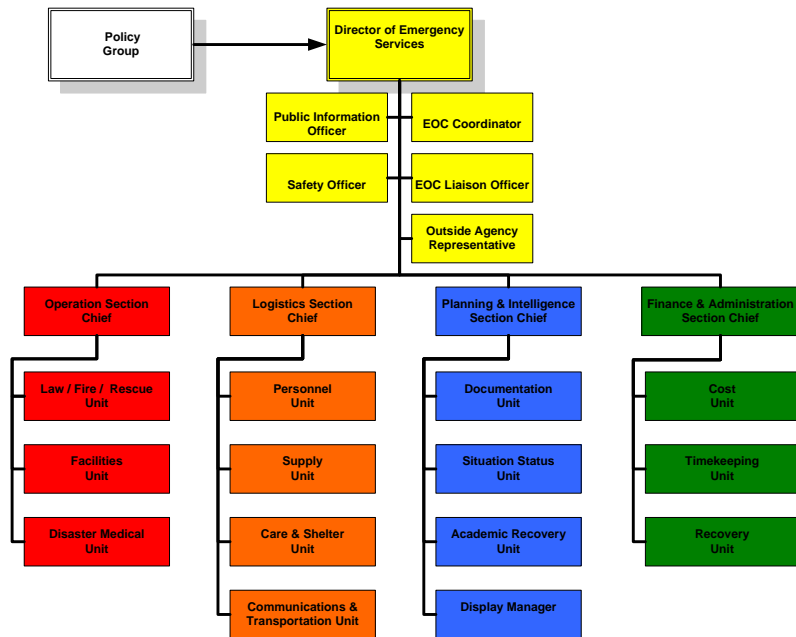 Policy
Group
Director of Emergency
Services
Public Information
Officer
EOC Coordinator
Safety Officer
EOC Liaison Officer
Outside Agency
Representative
Operation Section
Chief
Logistics Section
Chief
Planning & Intelligence
Section Chief
Finance & Administration
Section Chief
Law / Fire / Rescue
Unit
Personnel
Unit
Documentation
Unit
Cost
Unit
Facilities
Unit
Supply
Unit
Situation Status
Unit
Timekeeping
Unit
Disaster Medical
Unit
Care & Shelter
Unit
Academic Recovery
Unit
Recovery
Unit
Communications &
Transportation Unit
Display Manager